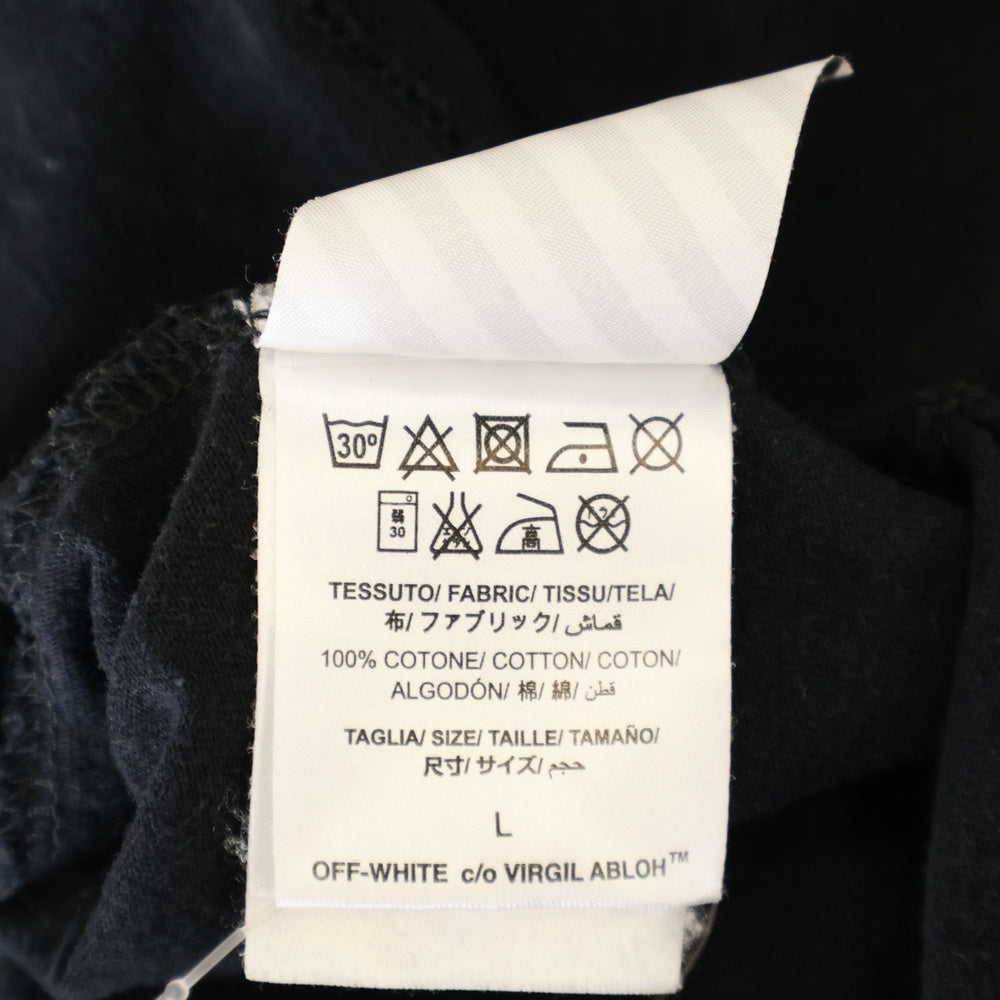 30º
弱
30
高
TESSUTO/ FABRIC/ TISSU/TELA/
布/ ファブリック/ قماش
100% COTONE/ COTTON/ COTON/
ALGODÓN/ 棉/ 綿/ قطن
TAGLIA/ SIZE/ TAILLE/ TAMAÑO/
尺寸/ サイズ/ حجم
L
OFF-WHITE c/o VIRGIL ABLOH™